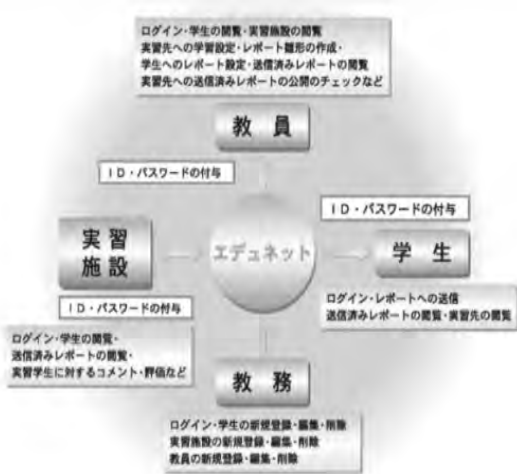 ログイン・学生の閲覧・実習施設の閲覧
実習先への学習設定・レポート雛形の作成・
学生へのレポート設定・送信済みレポートの閲覧
実習先への送信済みレポートの公開のチェックなど
教 員
ID・パスワードの付与
ID・パスワードの付与
実 習
施 設
エデュネット
学 生
ID・パスワードの付与
ログイン・レポートへの送信
送信済みレポートの閲覧・実習先の閲覧
ログイン・学生の閲覧・
送信済みレポートの閲覧・
実習学生に対するコメント・評価など
教 務
ログイン・学生の新規登録・編集・削除
実習施設の新規登録・編集・削除
教員の新規登録・編集・削除